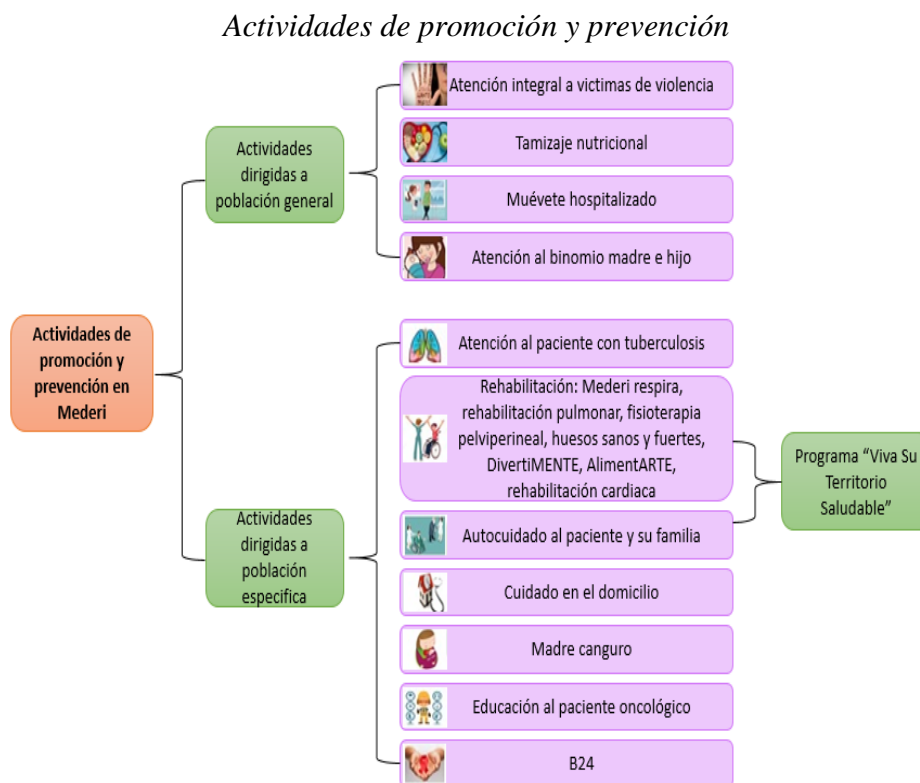 Actividades de promoción y prevención
Atención integral a victimas de violencia
Actividades
dirigidas a
población general
Tamizaje nutricional
Muévete hospitalizado
Atención al binomio madre e hijo
Actividades de
promoción y
prevención en
Mederi
Atención al paciente con tuberculosis
Rehabilitación: Mederi respira,
rehabilitación pulmonar, fisioterapia
pelviperineal, huesos sanos y fuertes,
DivertiMENTE, AlimentARTE,
rehabilitación cardiaca
Programa “Viva Su
Territorio
Saludable”
Actividades
dirigidas a
población
especifica
Autocuidado al paciente y su familia
Cuidado en el domicilio
Madre canguro
Educación al paciente oncológico
B24